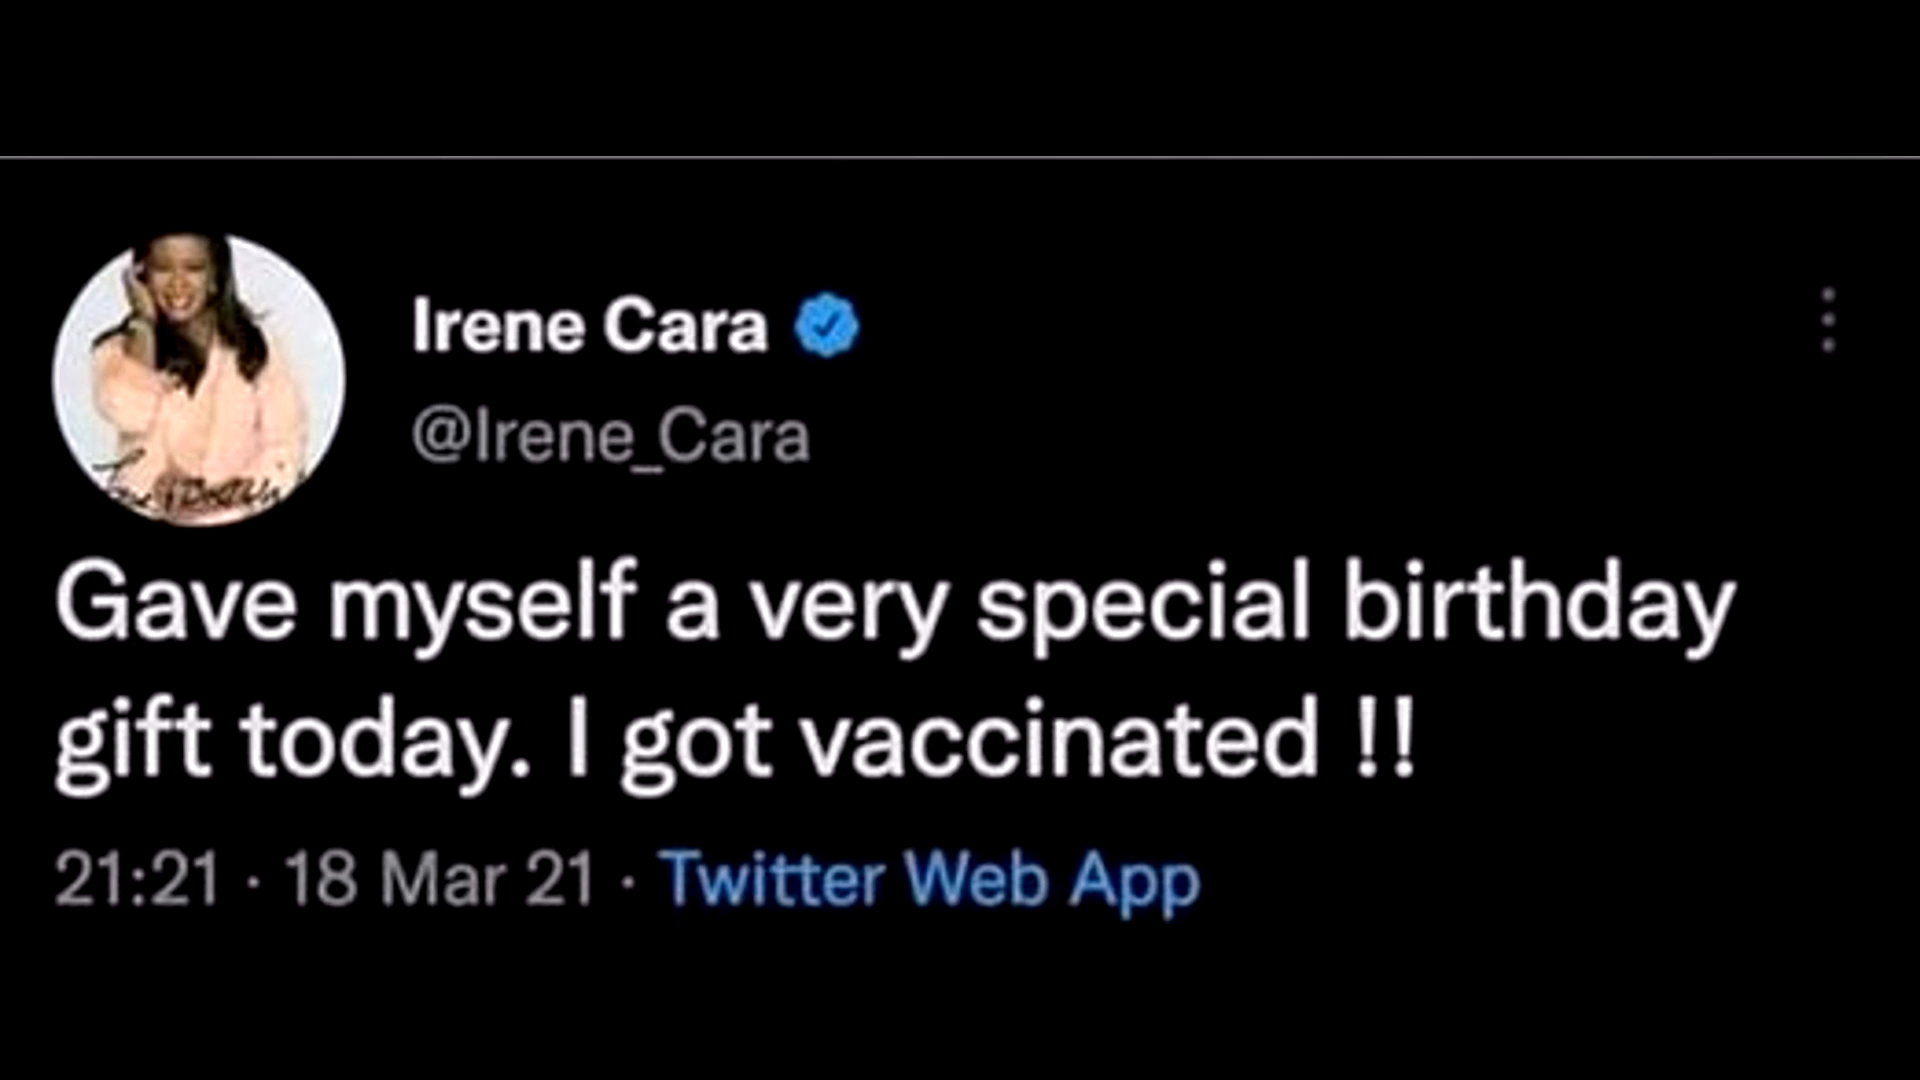 Irene Cara
@Irene_Cara
Gave myself a very special birthday
gift today. I got vaccinated !!
21:21 · 18 Mar 21 · Twitter Web App